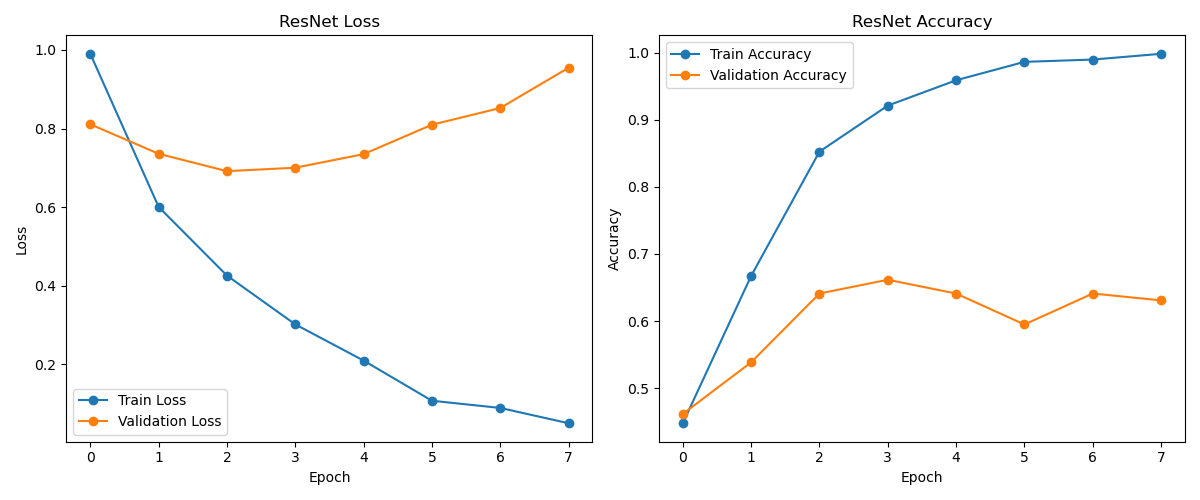 ResNet Loss
1.0
0.8
0.6
0.4
0.2
Loss
Train Loss
Validation Loss
0 1 2 3 4 5 6 7
Epoch
ResNet Accuracy
Train Accuracy
Validation Accuracy
1.0
0.9
0.8
0.7
0.6
0.5
Accuracy
0 1 2 3 4 5 6 7
Epoch